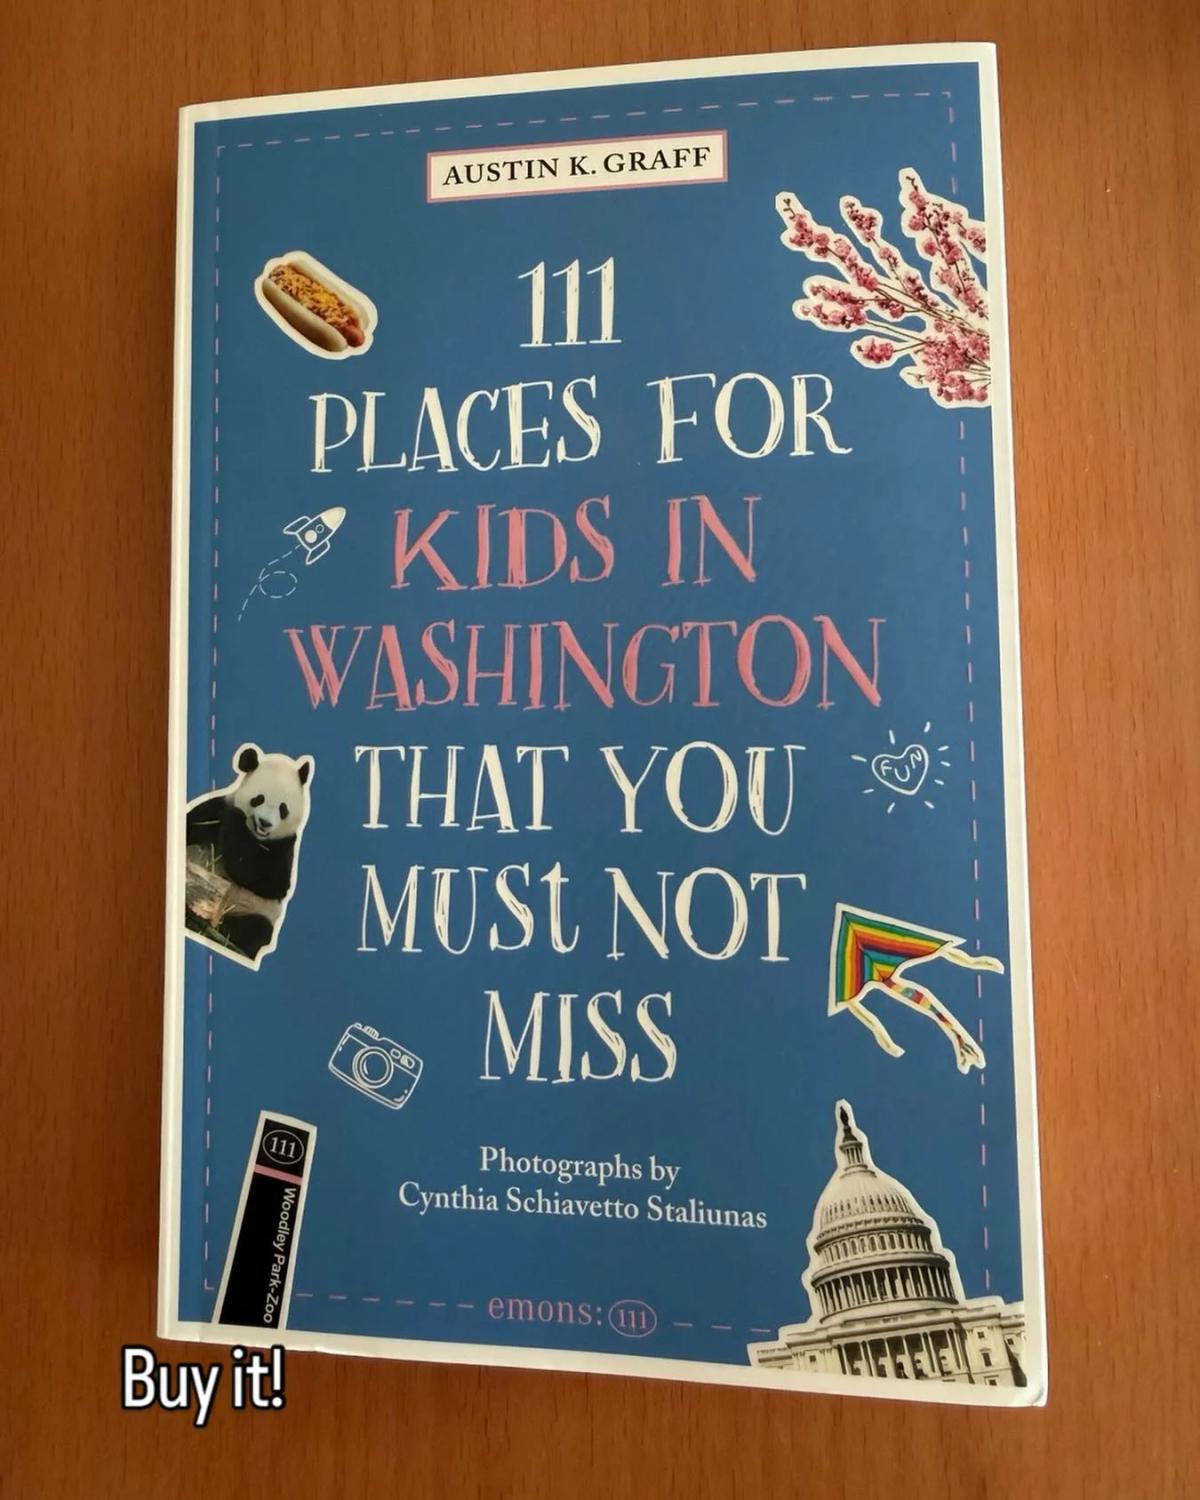 AUSTIN K. GRAFF
111
PLACES FOR
KIDS IN
WASHINGTON
THAT YOU
FUN
MUSt NOT
MISS
Photographs by
Cynthia Schiavetto Staliunas
111
Woodley Park-Zoo
emons: 111
Buy it!